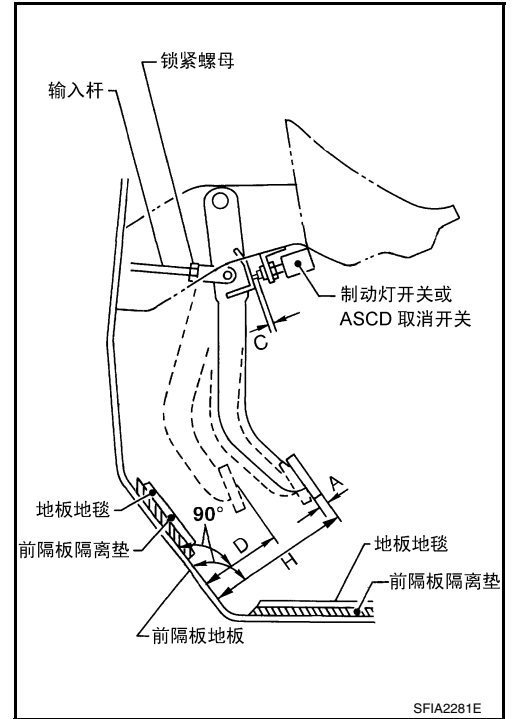 锁紧螺母
输入杆
制动灯开关或
ASCD 取消开关
C
A
地板地毯
90°
D
H
前隔板隔离垫
地板地毯
前隔板隔离垫
前隔板地板
SFIA2281E